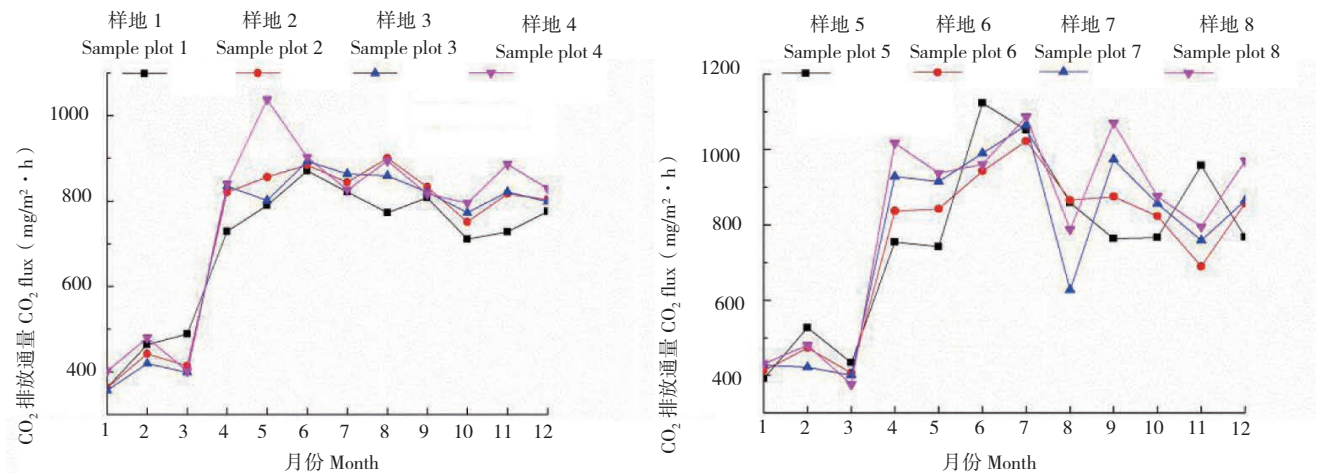 样地 1 样地 2 样地 3 样地 4
Sample plot 1 Sample plot 2 Sample plot 3 Sample plot 4
1000
800
600
400
CO₂ 排放通量 CO₂ flux（mg/m²·h）
1 2 3 4 5 6 7 8 9 10 11 12
月份 Month
样地 5 样地 6 样地 7 样地 8
Sample plot 5 Sample plot 6 Sample plot 7 Sample plot 8
1200
1000
800
600
400
CO₂ 排放通量 CO₂ flux（mg/m²·h）
1 2 3 4 5 6 7 8 9 10 11 12
月份 Month